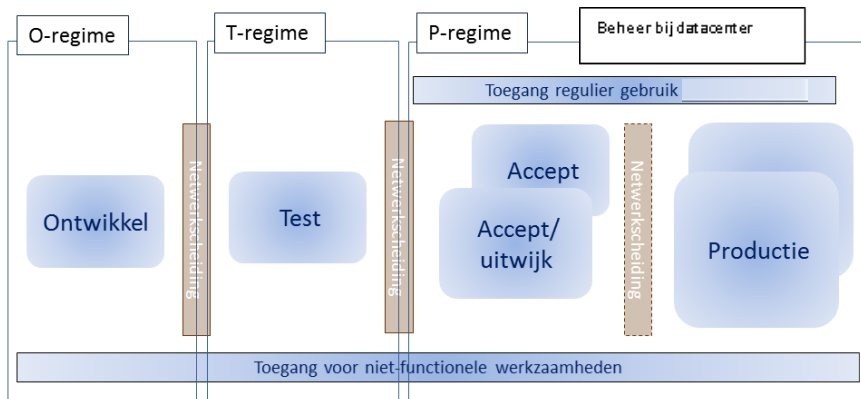 O-regime
T-regime
P-regime
Beheer bij datacenter
Toegang regulier gebruik
Netwerkscheiding
Netwerkscheiding
Netwerkscheiding
Ontwikkel
Test
Accept
Accept/
uitwijk
Productie
Toegang voor niet-functionele werkzaamheden